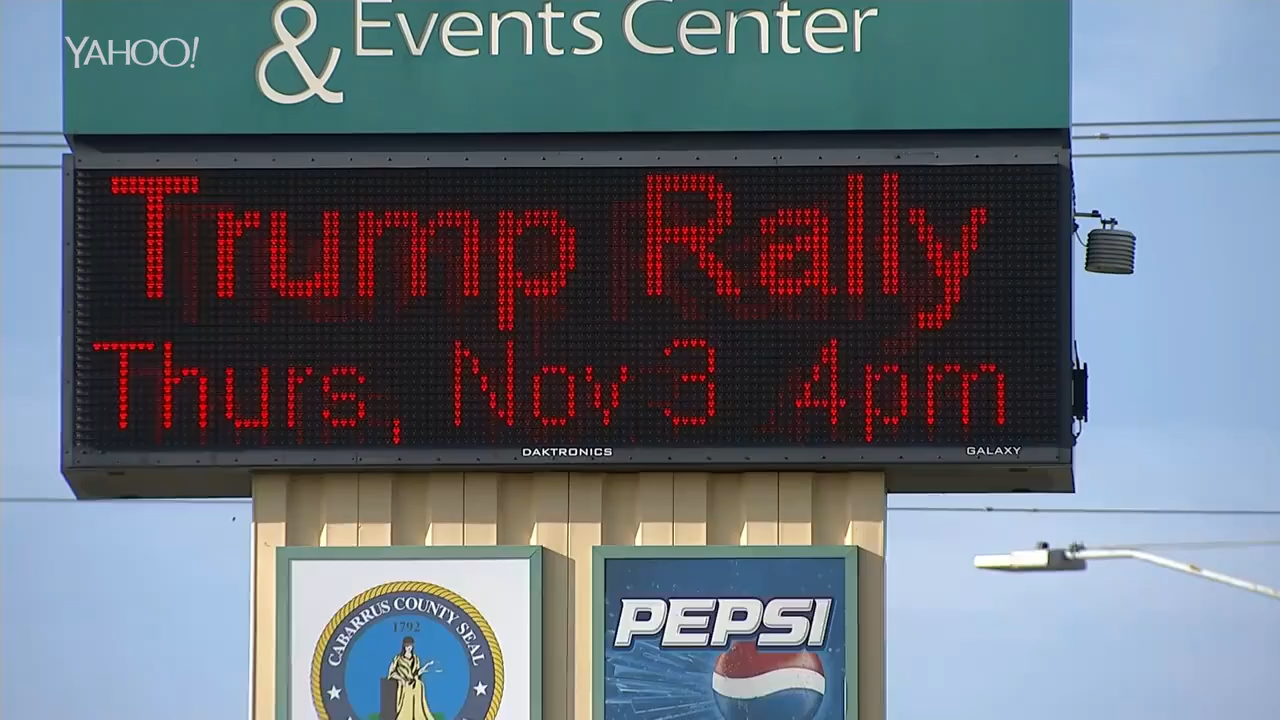 YAHOO!
& Events Center
Trump Rally
Thurs, Nov 3 4pm
DAKTRONICS
GALAXY
CABARRUS COUNTY SEAL
1792
PEPSI